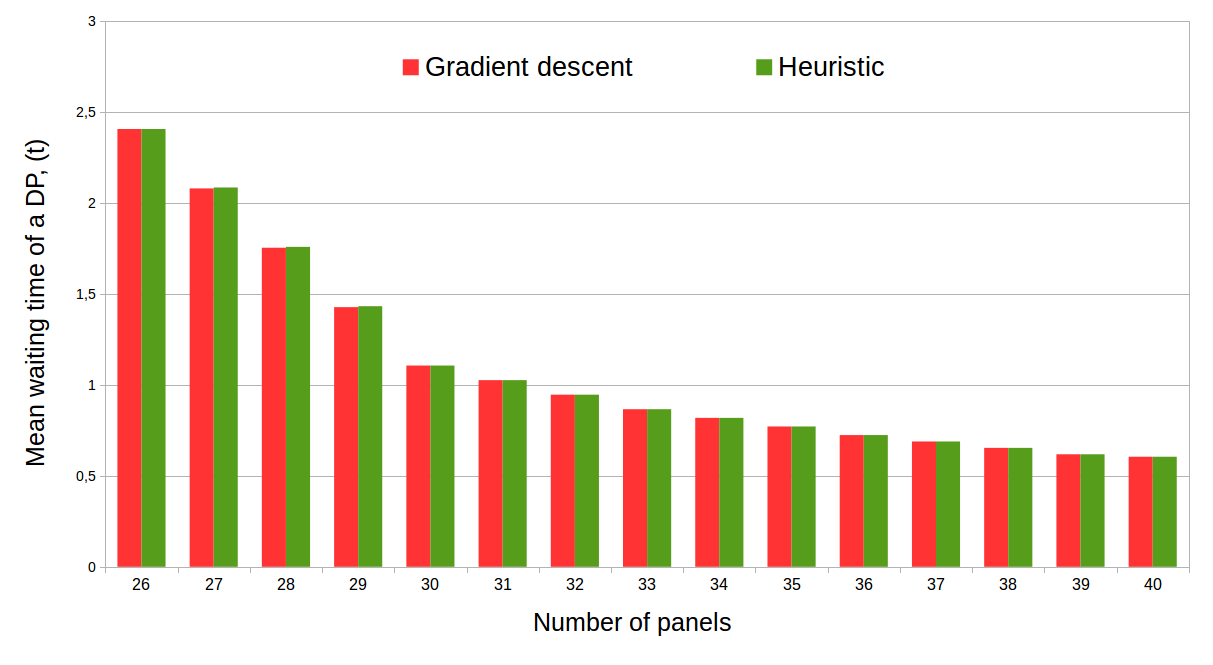 3
Gradient descent
Heuristic
2,5
2
1,5
1
0,5
0
Mean waiting time of a DP, (t)
26 27 28 29 30 31 32 33 34 35 36 37 38 39 40
Number of panels